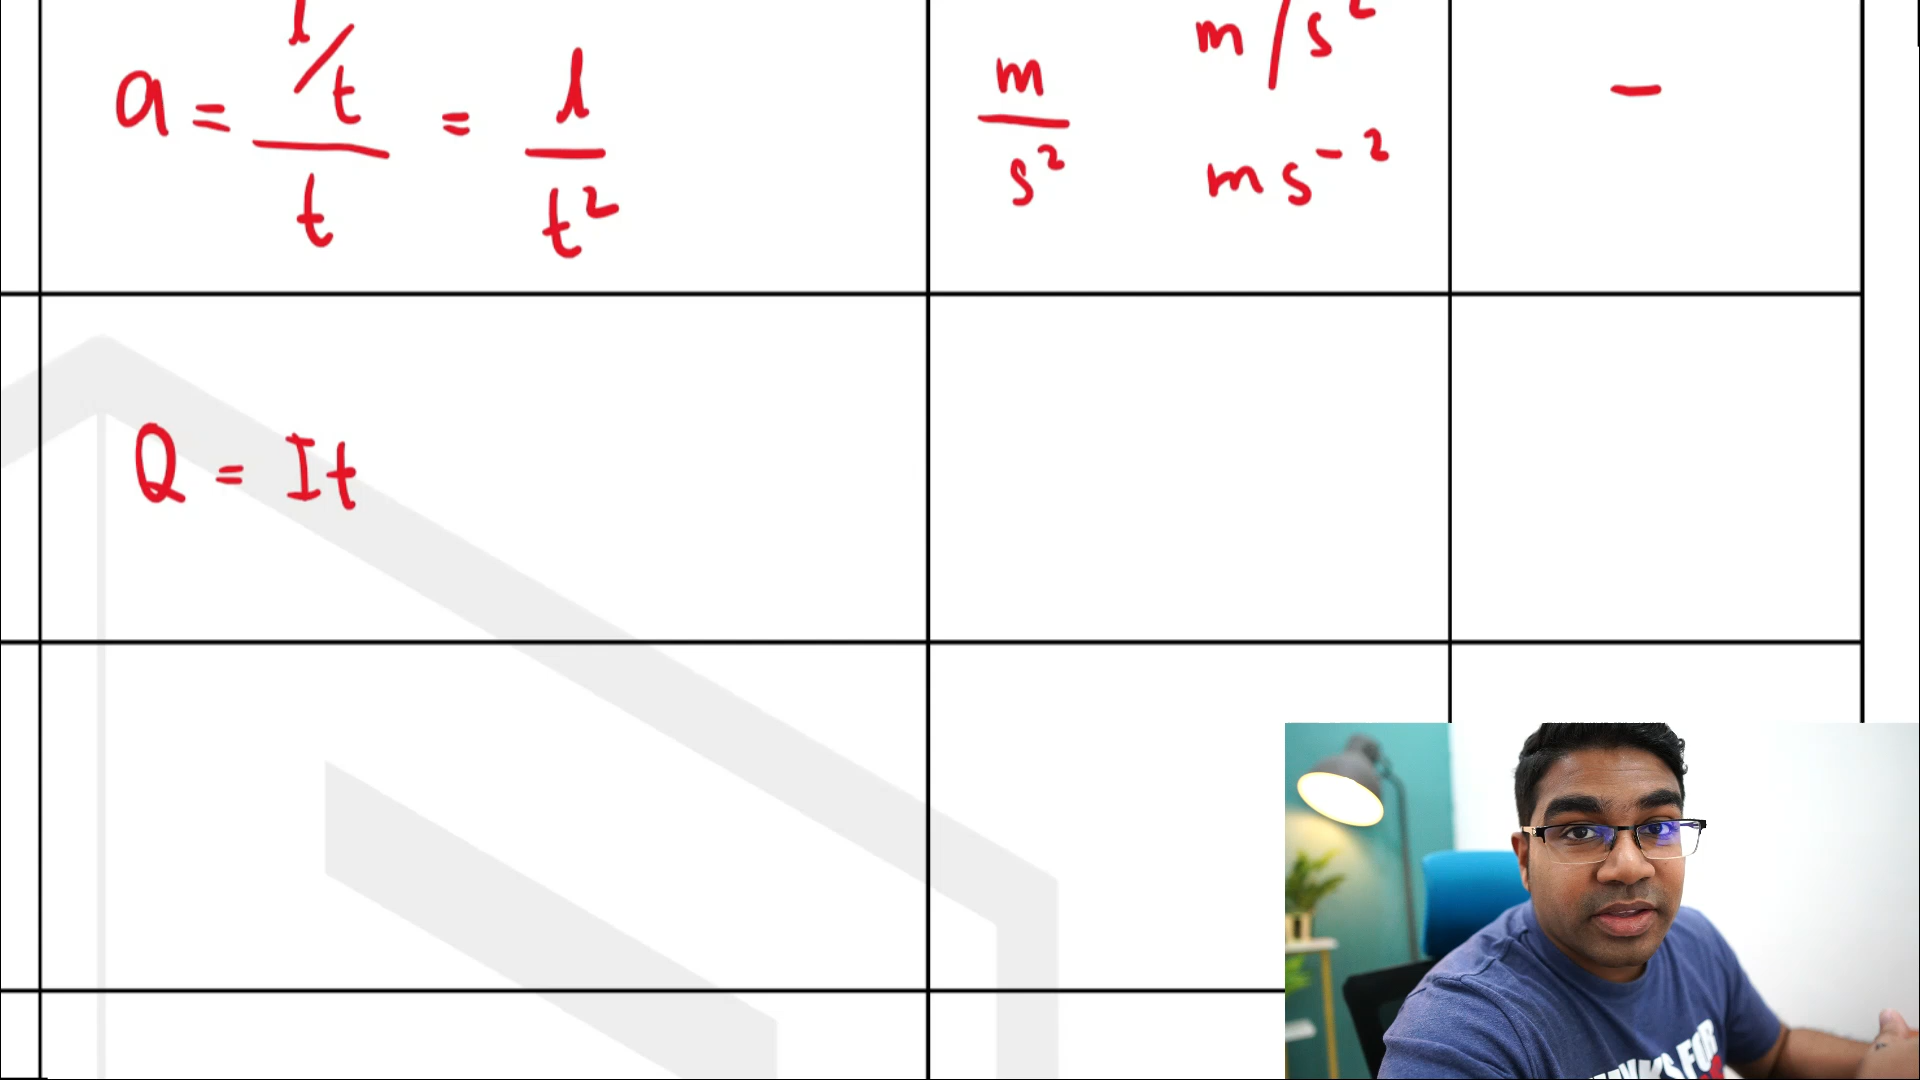 a = l/t / t = l / t²
m / s²
m/s²
ms⁻²
–
Q = It